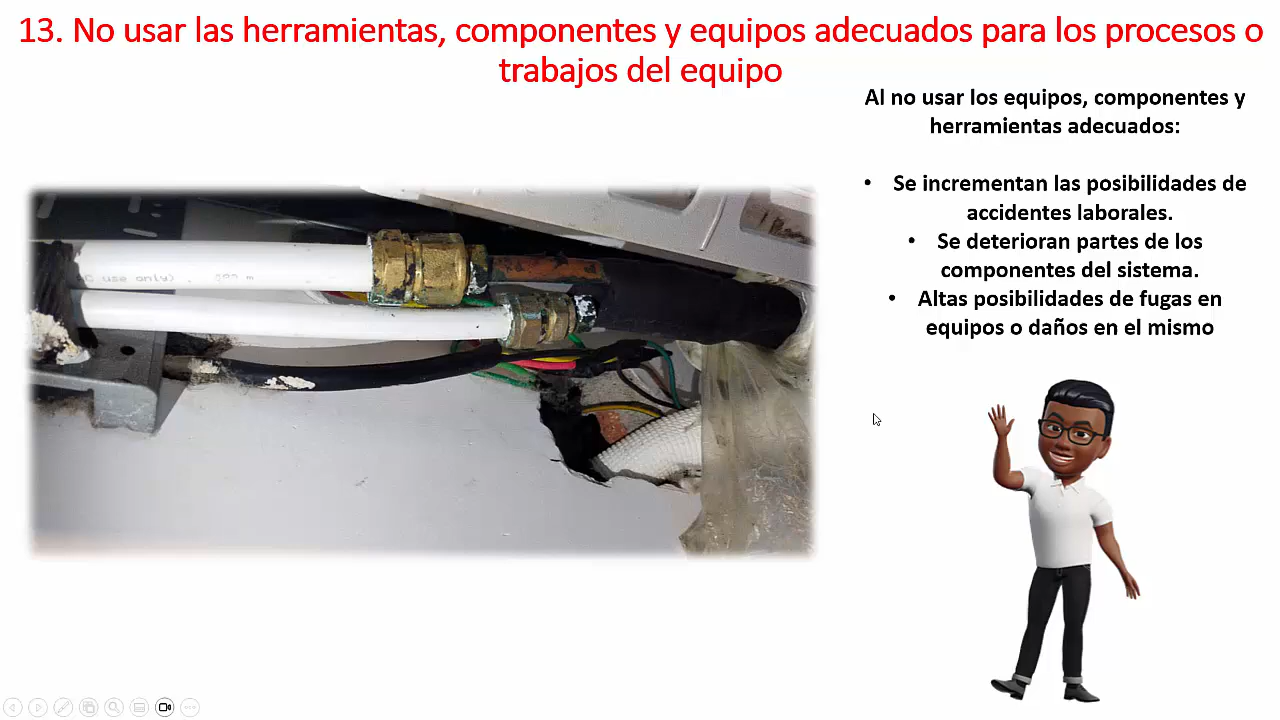 13. No usar las herramientas, componentes y equipos adecuados para los procesos o
trabajos del equipo
Al no usar los equipos, componentes y
herramientas adecuados:
• Se incrementan las posibilidades de
accidentes laborales.
• Se deterioran partes de los
componentes del sistema.
• Altas posibilidades de fugas en
equipos o daños en el mismo
C use only)